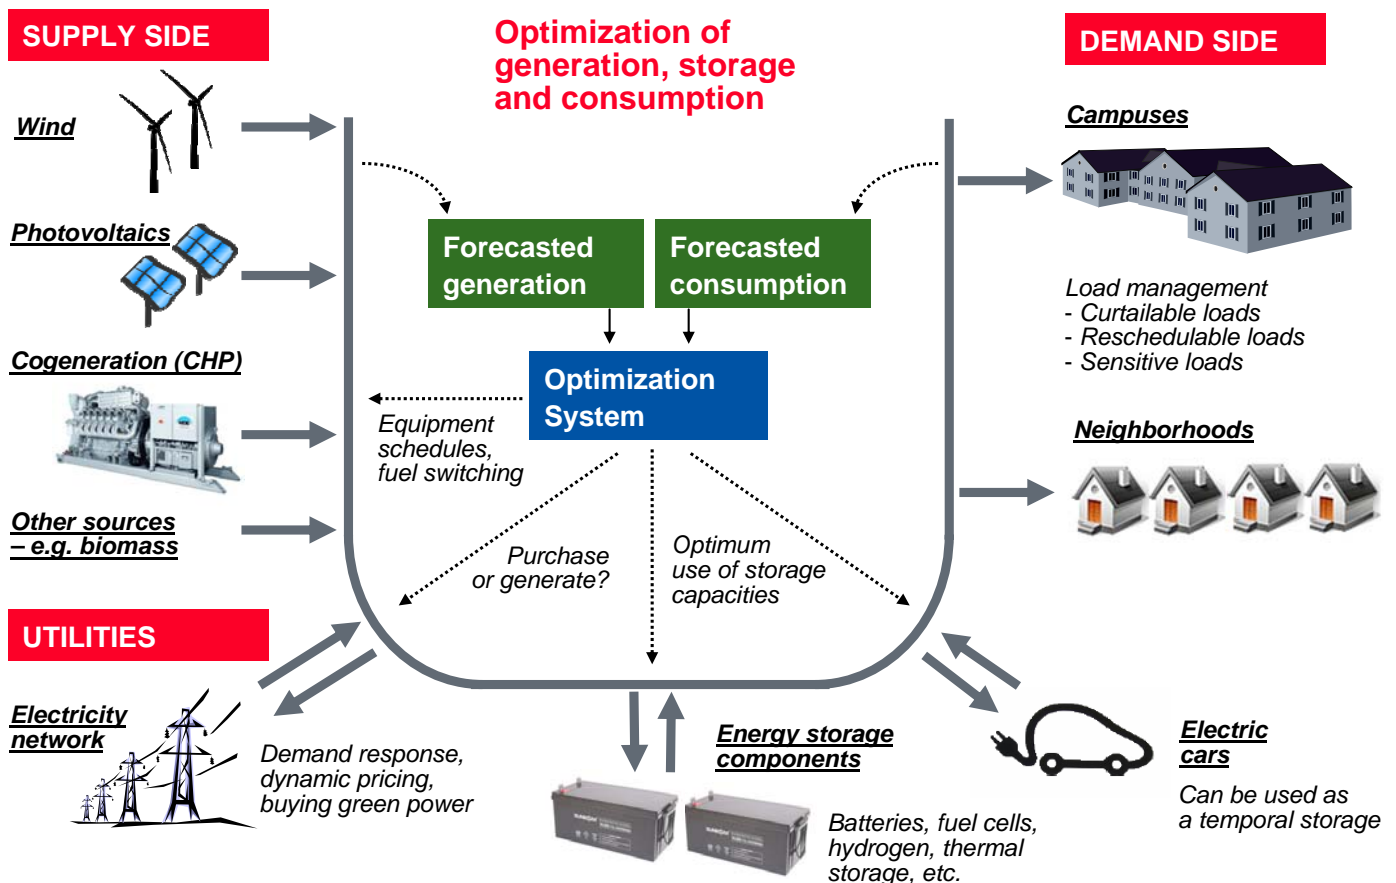 SUPPLY SIDE
Wind
Photovoltaics
Cogeneration (CHP)
Other sources
– e.g. biomass
UTILITIES
Electricity
network
Demand response,
dynamic pricing,
buying green power
Optimization of
generation, storage
and consumption
Forecasted
generation
Forecasted
consumption
Optimization
System
Equipment
schedules,
fuel switching
Purchase
or generate?
Optimum
use of storage
capacities
Energy storage
components
Batteries, fuel cells,
hydrogen, thermal
storage, etc.
DEMAND SIDE
Campuses
Load management
- Curtailable loads
- Reschedulable loads
- Sensitive loads
Neighborhoods
Electric
cars
Can be used as
a temporal storage